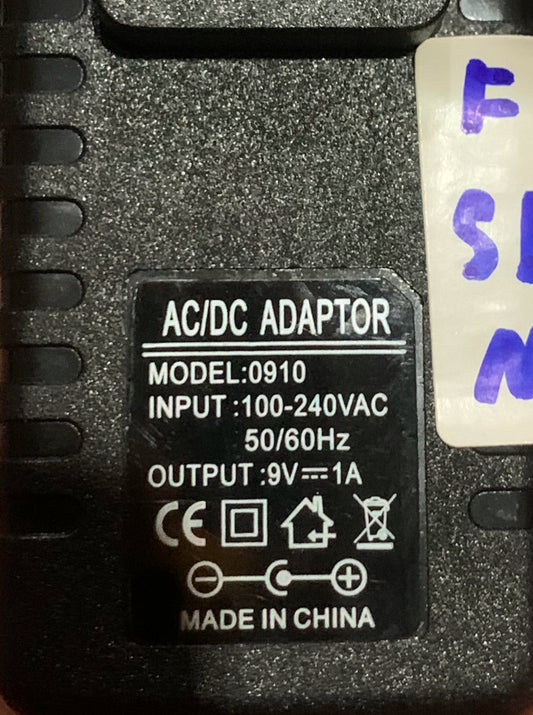 AC/DC ADAPTOR
MODEL:0910
INPUT :100-240VAC
50/60Hz
OUTPUT :9V⎓1A
CE
MADE IN CHINA
F